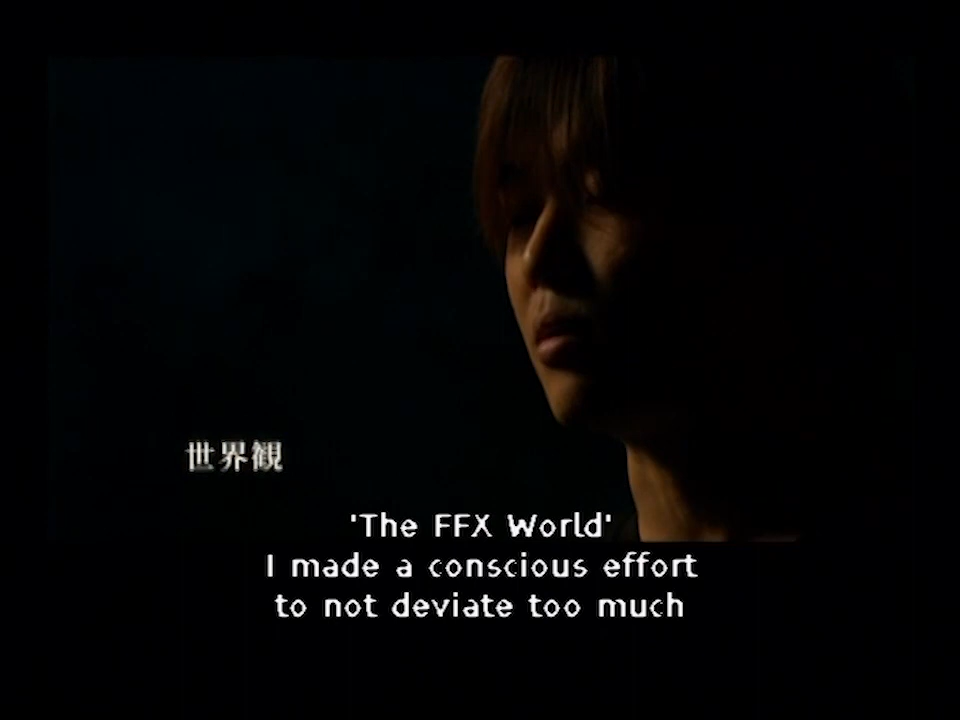 世界観
'The FFX World'
I made a conscious effort
to not deviate too much